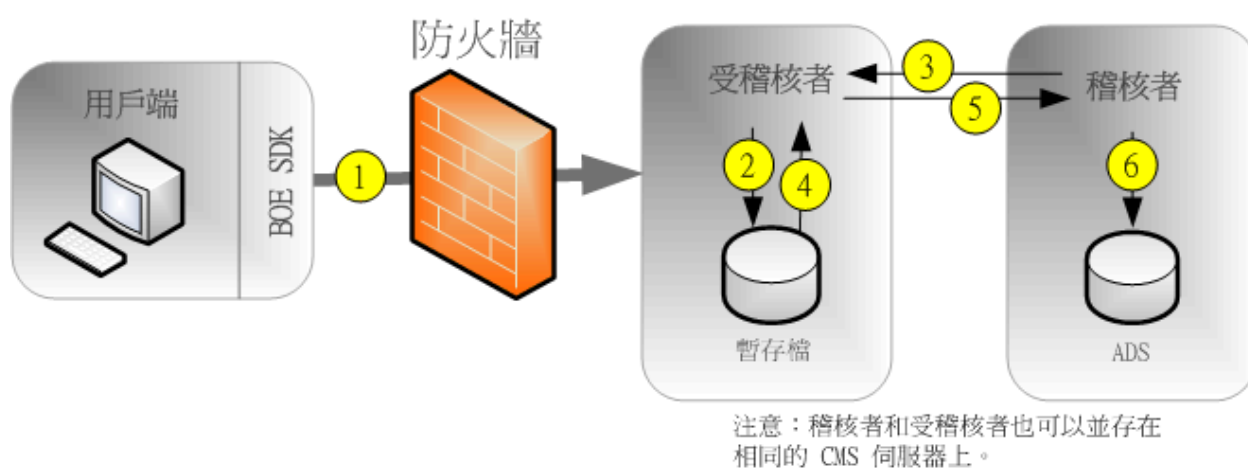 防火牆
用戶端
BOE SDK
1
受稽核者
稽核者
3
5
2
4
6
暫存檔
ADS
注意：稽核者和受稽核者也可以並存在
相同的 CMS 伺服器上。